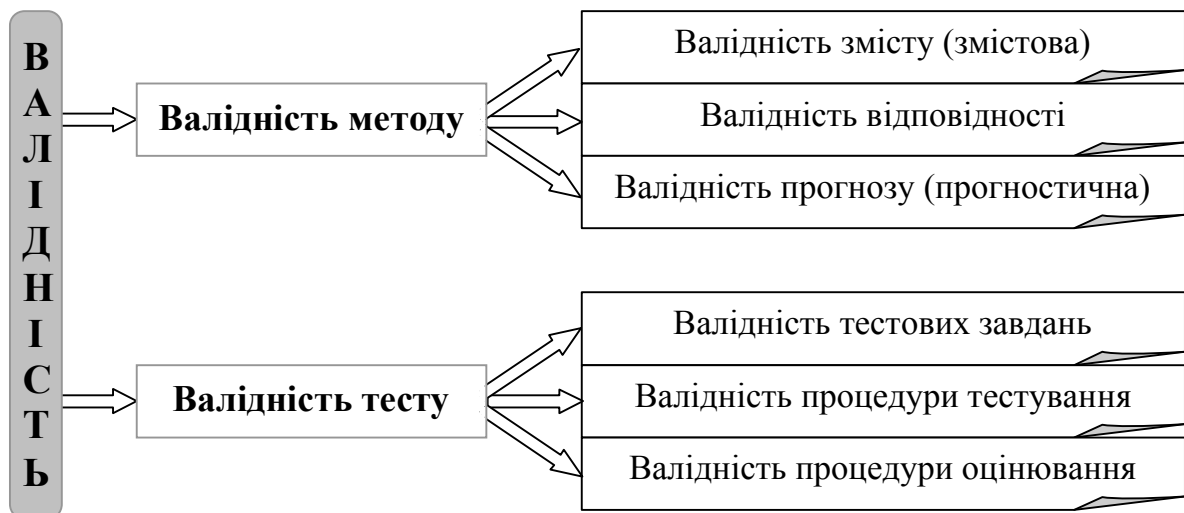 ВАЛІДНІСТЬ
Валідність методу
Валідність змісту (змістова)
Валідність відповідності
Валідність прогнозу (прогностична)
Валідність тесту
Валідність тестових завдань
Валідність процедури тестування
Валідність процедури оцінювання